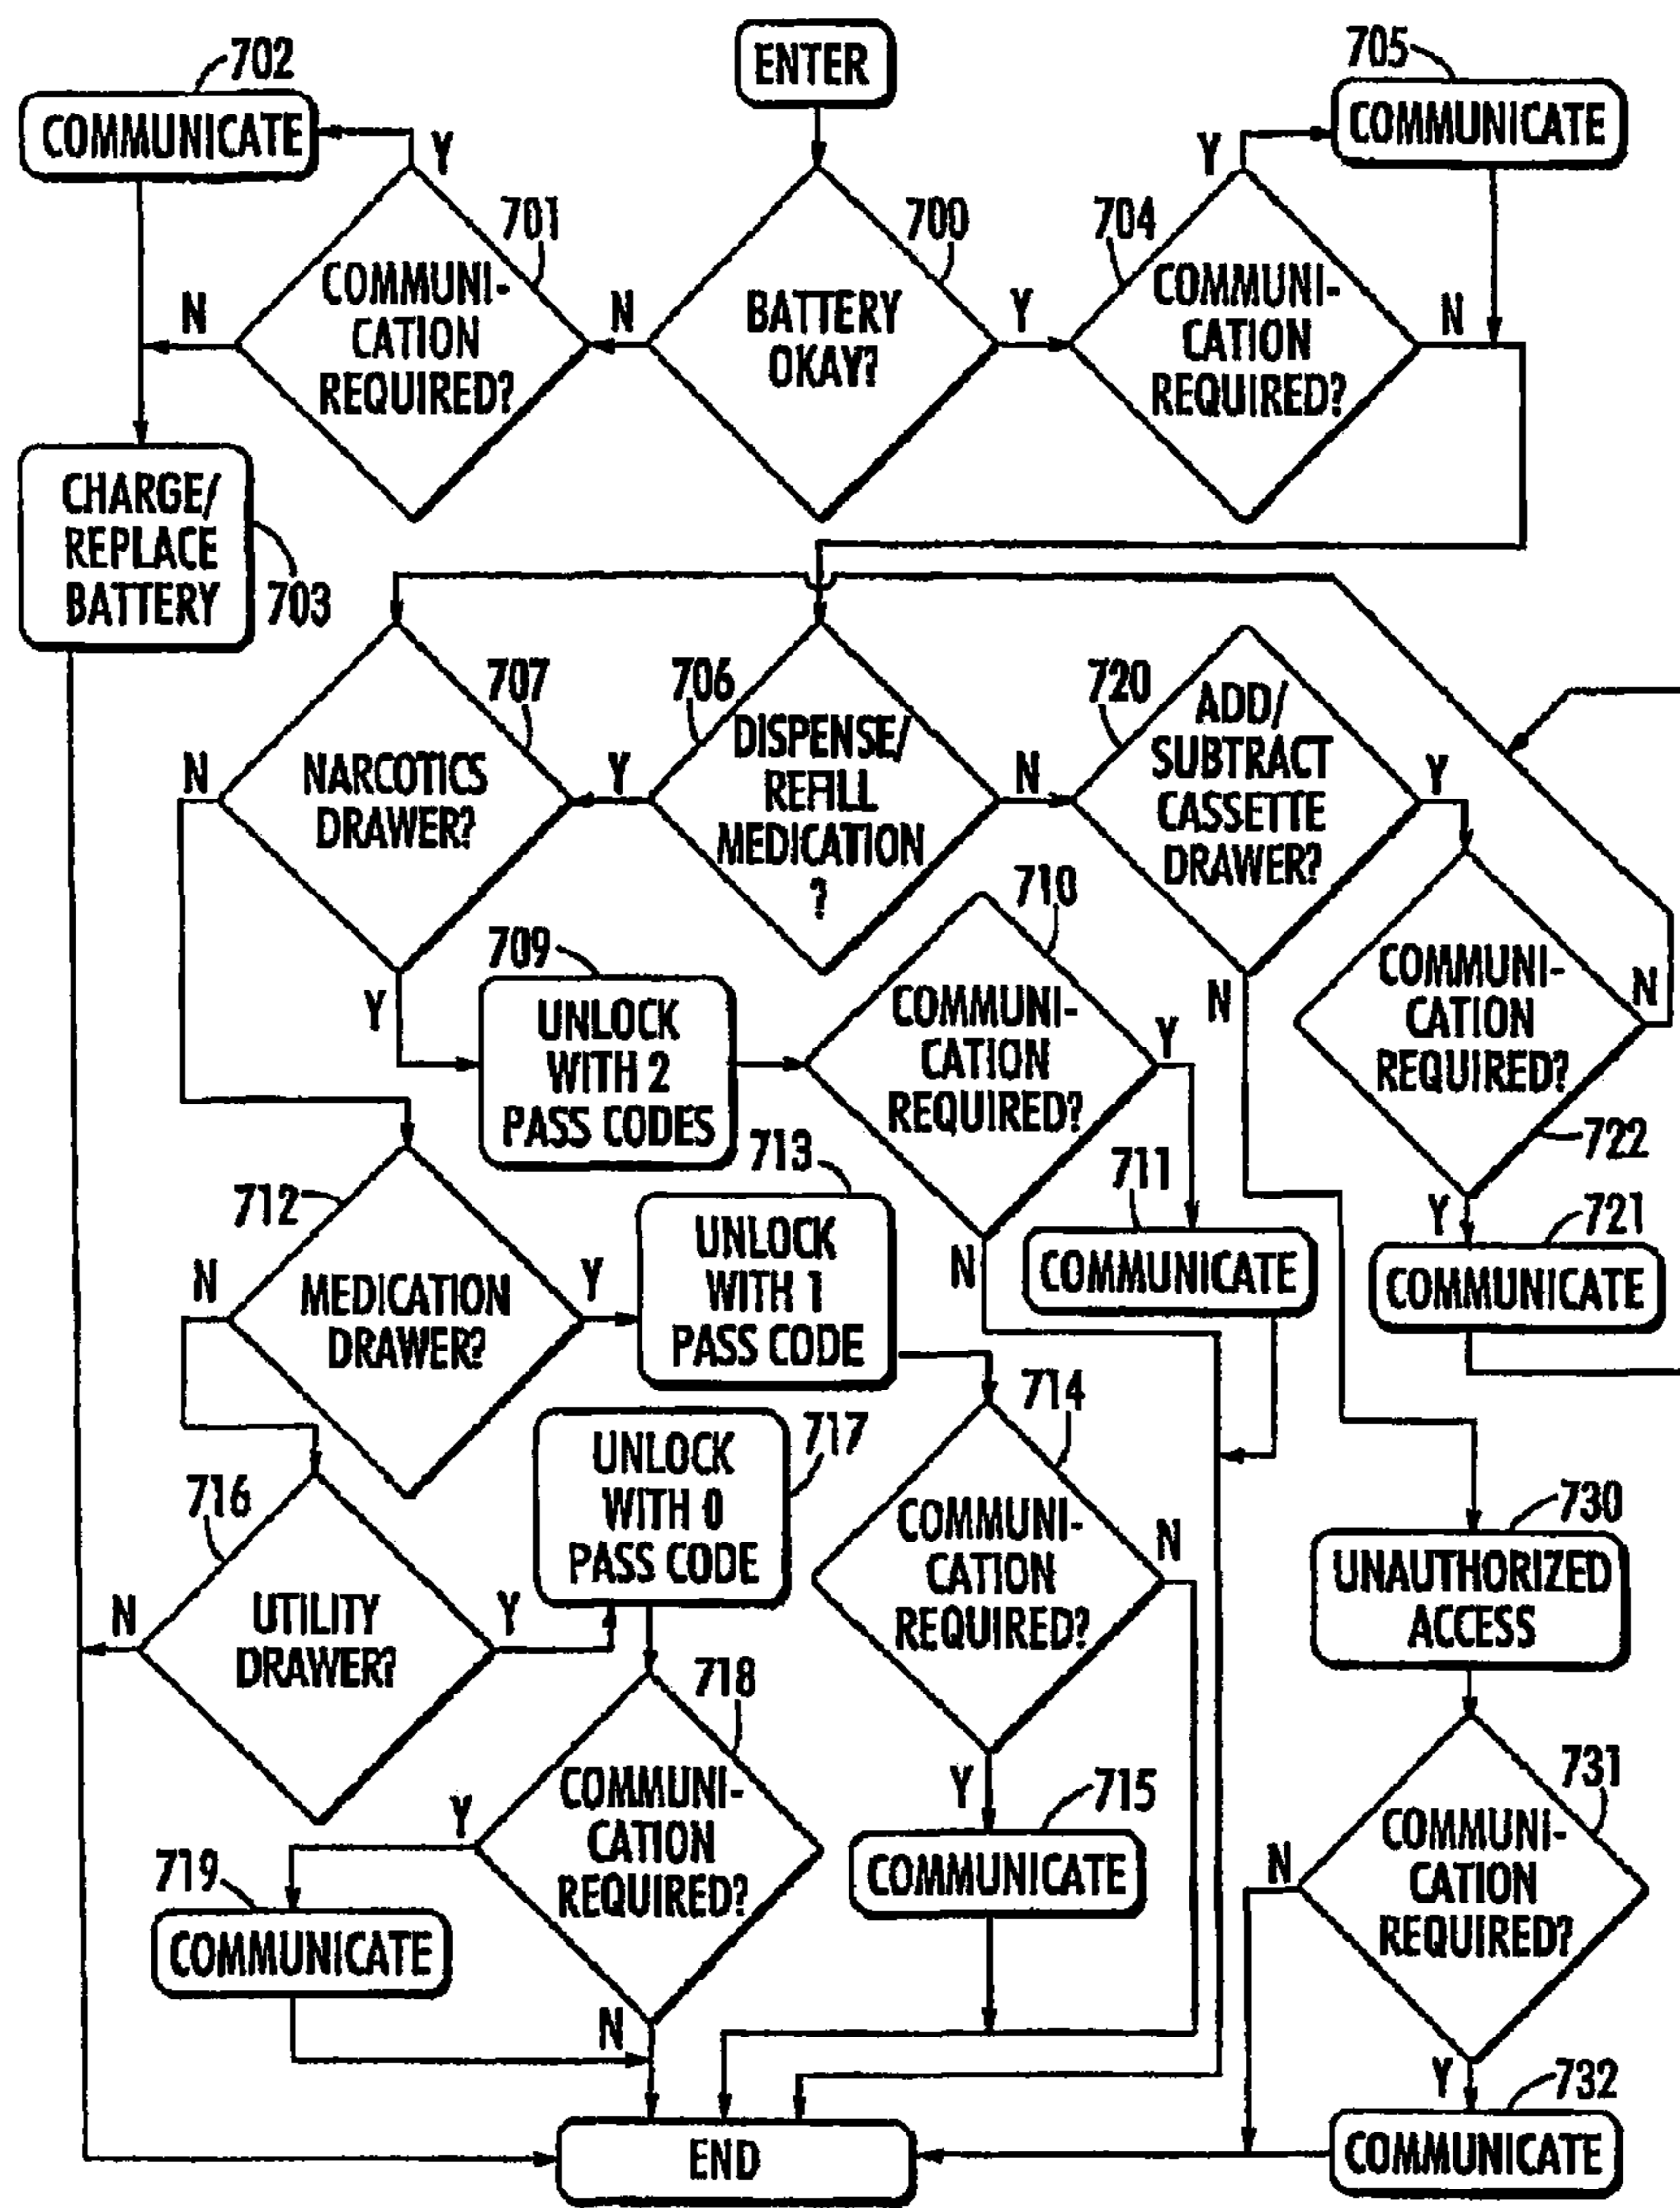 702
ENTER
705
COMMUNICATE
COMMUNICATE
Y
Y
701
700
704
COMMUNI-
CATION
REQUIRED?
N
N
BATTERY
OKAY?
Y
COMMUNI-
CATION
REQUIRED?
N
CHARGE/
REPLACE
BATTERY
703
707
706
720
N
NARCOTICS
DRAWER?
Y
DISPENSE/
REFILL
MEDICATION
?
N
ADD/
SUBTRACT
CASSETTE
DRAWER?
Y
710
709
Y
UNLOCK
WITH 2
PASS CODES
COMMUNI-
CATION
REQUIRED?
Y
N
COMMUNI-
CATION
REQUIRED?
N
722
713
711
712
UNLOCK
WITH 1
PASS CODE
N
COMMUNICATE
Y
721
COMMUNICATE
N
MEDICATION
DRAWER?
Y
714
717
UNLOCK
WITH 0
PASS CODE
716
COMMUNI-
CATION
REQUIRED?
N
730
UNAUTHORIZED
ACCESS
N
UTILITY
DRAWER?
Y
718
Y
715
731
Y
COMMUNI-
CATION
REQUIRED?
COMMUNICATE
N
COMMUNI-
CATION
REQUIRED?
719
COMMUNICATE
N
Y
732
END
COMMUNICATE